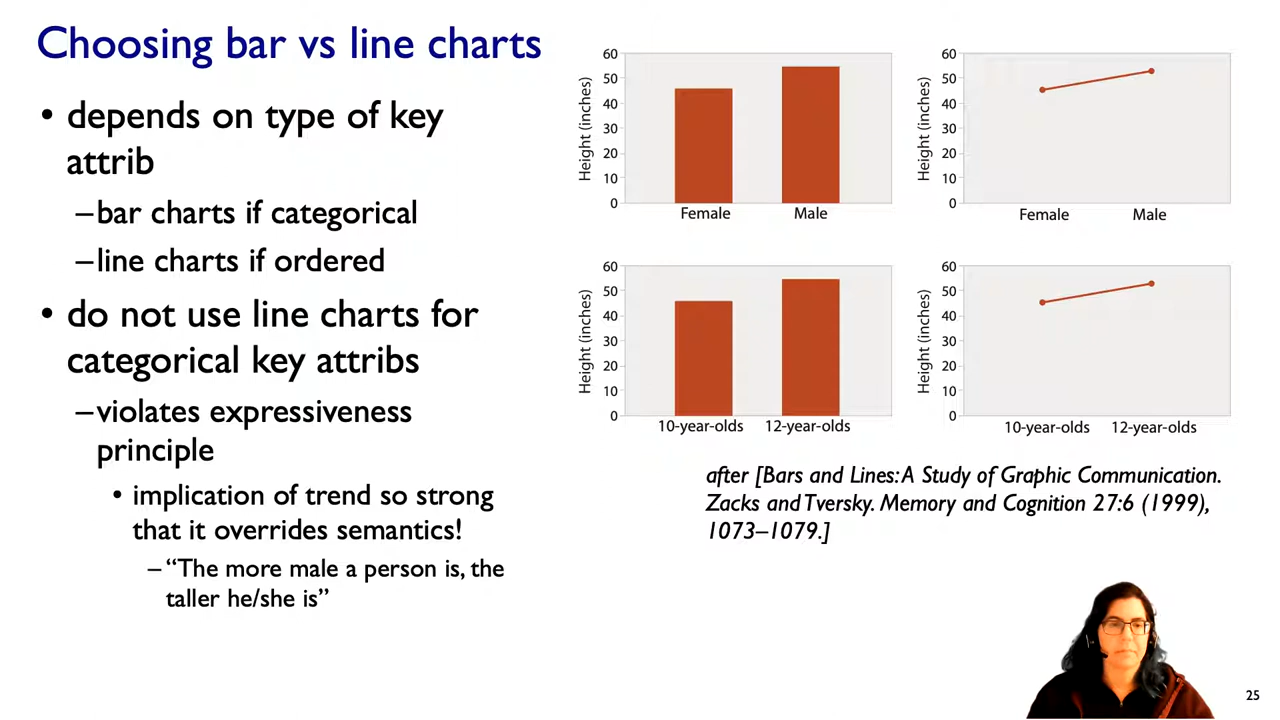 Choosing bar vs line charts
• depends on type of key
attrib
–bar charts if categorical
–line charts if ordered
• do not use line charts for
categorical key attribs
–violates expressiveness
principle
• implication of trend so strong
that it overrides semantics!
– “The more male a person is, the
taller he/she is”
Height (inches)
60
50
40
30
20
10
0
Female Male
Height (inches)
60
50
40
30
20
10
0
Female Male
Height (inches)
60
50
40
30
20
10
0
10-year-olds 12-year-olds
Height (inches)
60
50
40
30
20
10
0
10-year-olds 12-year-olds
after [Bars and Lines: A Study of Graphic Communication.
Zacks and Tversky. Memory and Cognition 27:6 (1999),
1073–1079.]
25